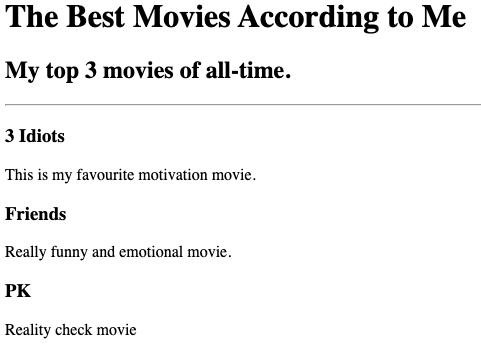 The Best Movies According to Me
My top 3 movies of all-time.
3 Idiots
This is my favourite motivation movie.
Friends
Really funny and emotional movie.
PK
Reality check movie